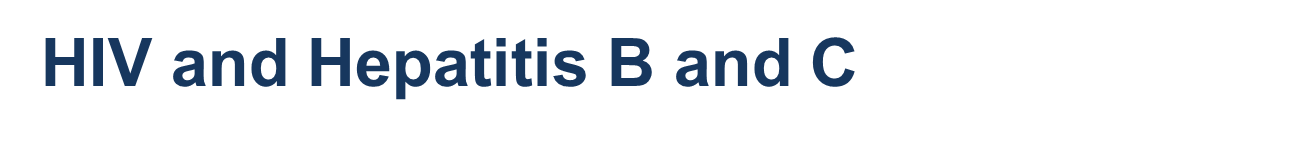 HIV and Hepatitis B and C